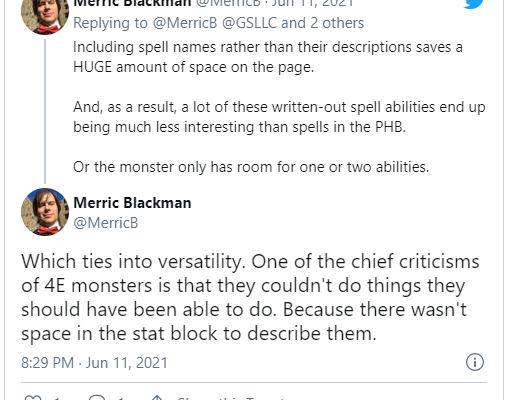 Merric Blackman @MerricB · Jun 11, 2021
Replying to @MerricB @GSLLC and 2 others
Including spell names rather than their descriptions saves a
HUGE amount of space on the page.
And, as a result, a lot of these written-out spell abilities end up
being much less interesting than spells in the PHB.
Or the monster only has room for one or two abilities.
Merric Blackman
@MerricB
Which ties into versatility. One of the chief criticisms
of 4E monsters is that they couldn't do things they
should have been able to do. Because there wasn't
space in the stat block to describe them.
8:29 PM · Jun 11, 2021
1 1 Share this Tweet